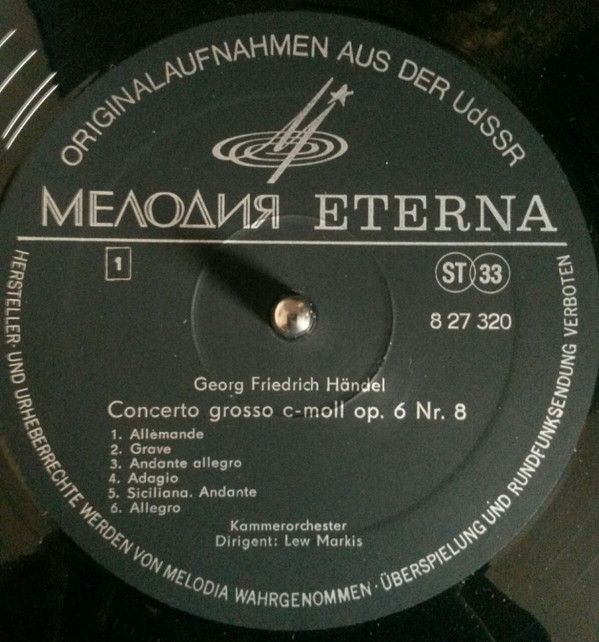 ORIGINALAUFNAHMEN AUS DER UdSSR
МЕЛОДИЯ ETERNA
1
ST 33
8 27 320
Georg Friedrich Händel
Concerto grosso c-moll op. 6 Nr. 8
1. Allemande
2. Grave
3. Andante allegro
4. Adagio
5. Siciliana. Andante
6. Allegro
Kammerorchester
Dirigent: Lew Markis
HERSTELLER- UND URHEBERRECHTE WERDEN VON MELODIA WAHRGENOMMEN · ÜBERSPIELUNG UND RUNDFUNKSENDUNG VERBOTEN